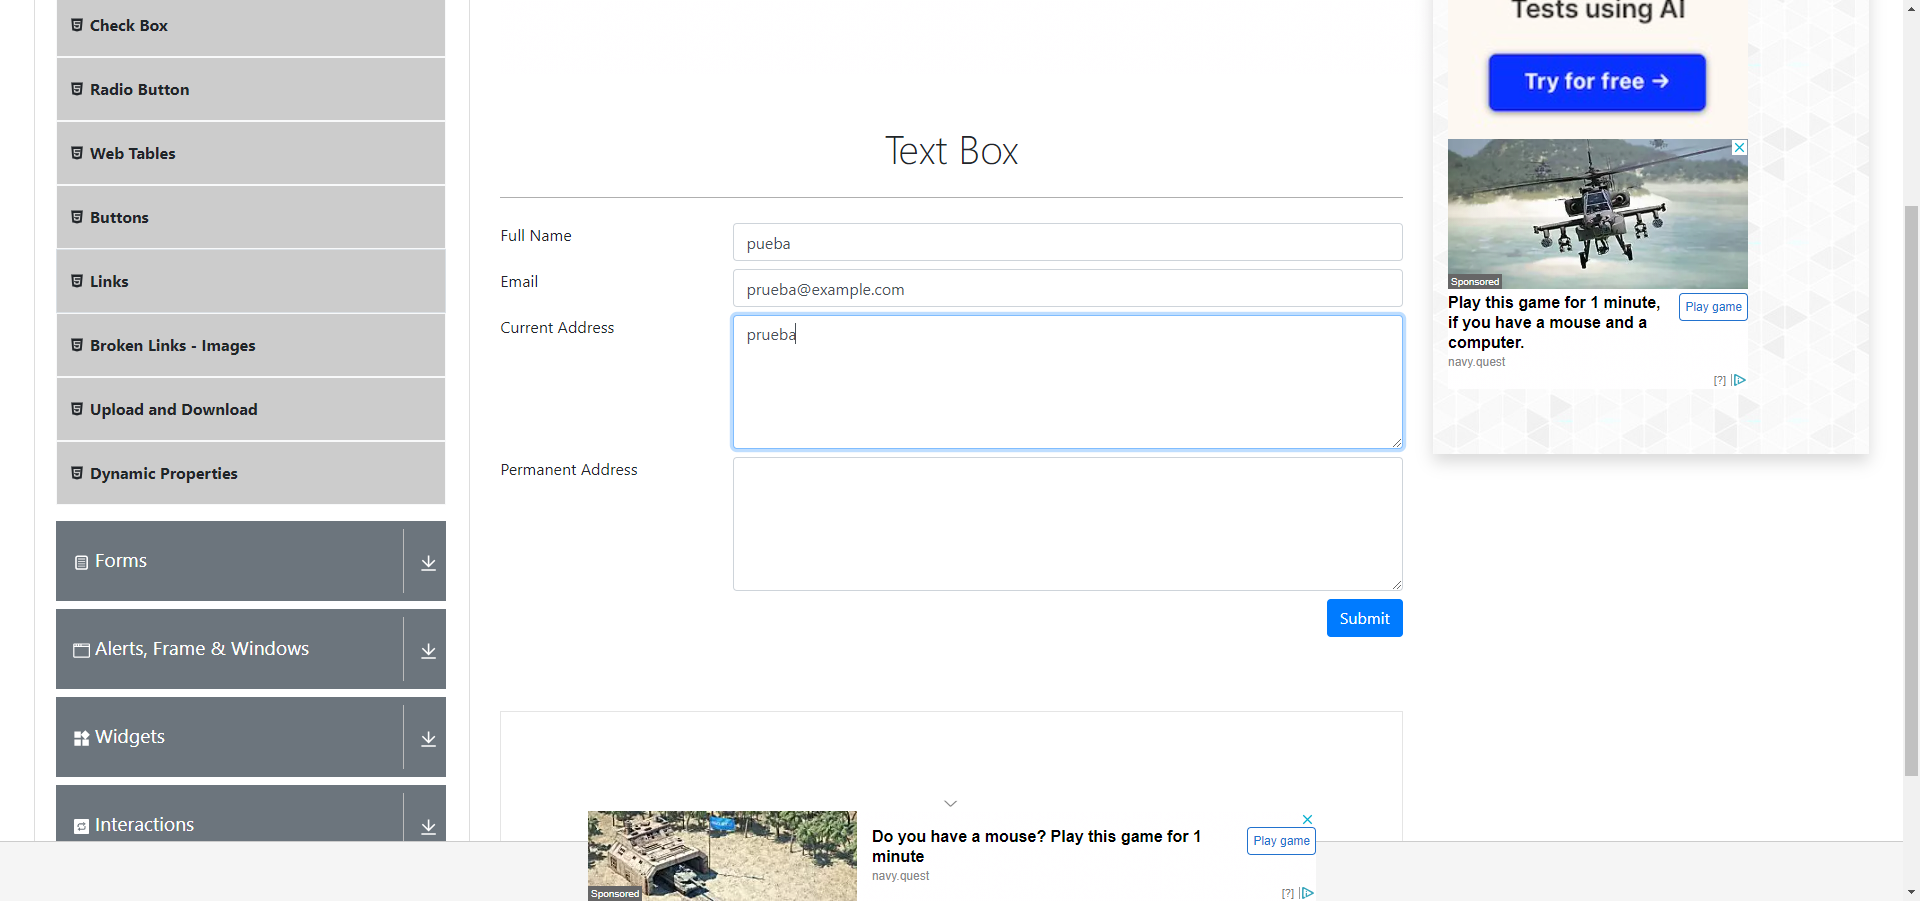 Check Box
Radio Button
Web Tables
Buttons
Links
Broken Links - Images
Upload and Download
Dynamic Properties
Forms
Alerts, Frame & Windows
Widgets
Interactions
Text Box
Full Name
pueba
Email
prueba@example.com
Current Address
prueba
Permanent Address
Submit
Tests using AI
Try for free →
Sponsored
Play this game for 1 minute,
if you have a mouse and a
computer.
navy.quest
Play game
[?]
Sponsored
Do you have a mouse? Play this game for 1
minute
navy.quest
Play game
[?]